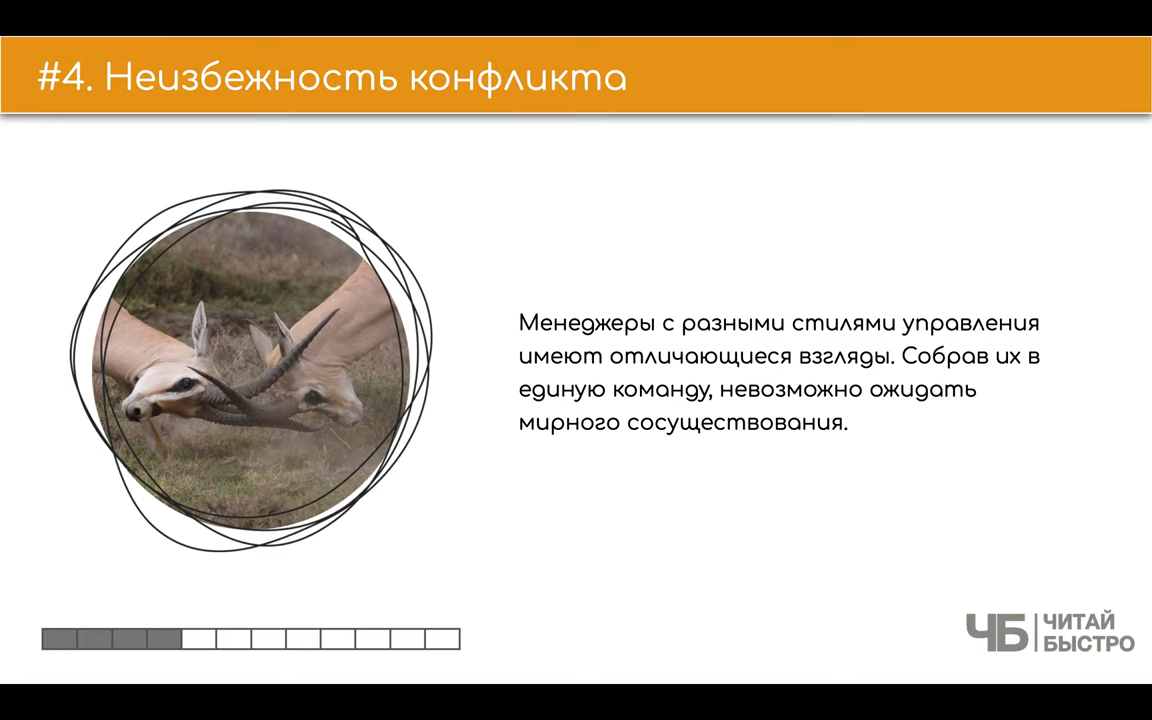 #4. Неизбежность конфликта
Менеджеры с разными стилями управления
имеют отличающиеся взгляды. Собрав их в
единую команду, невозможно ожидать
мирного сосуществования.
ЧБ ЧИТАЙ
БЫСТРО